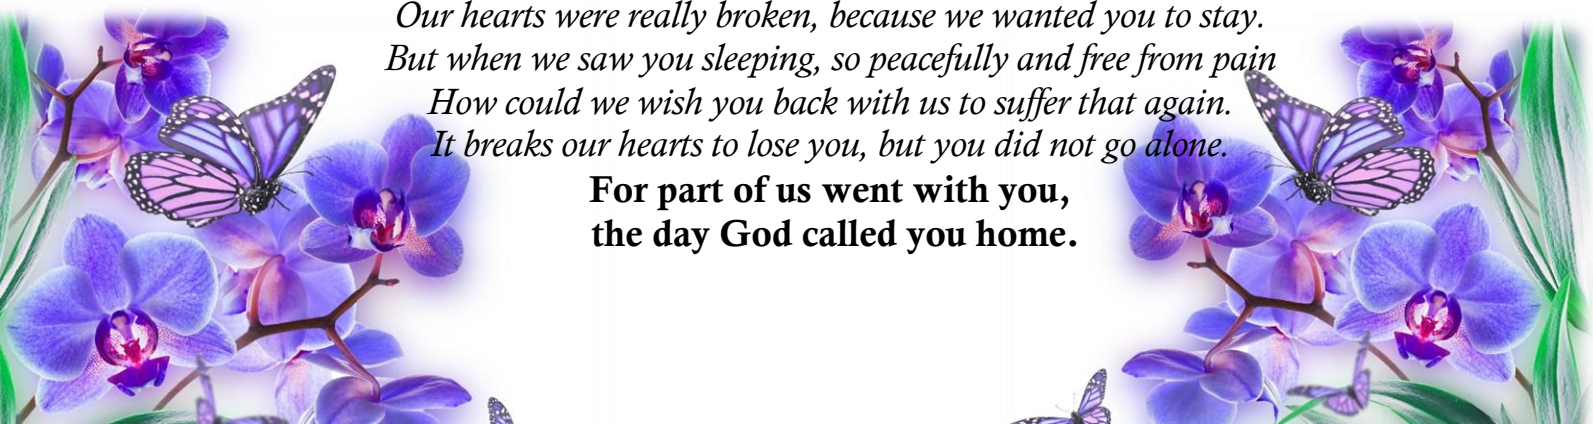 Our hearts were really broken, because we wanted you to stay.
But when we saw you sleeping, so peacefully and free from pain
How could we wish you back with us to suffer that again.
It breaks our hearts to lose you, but you did not go alone.
For part of us went with you,
the day God called you home.